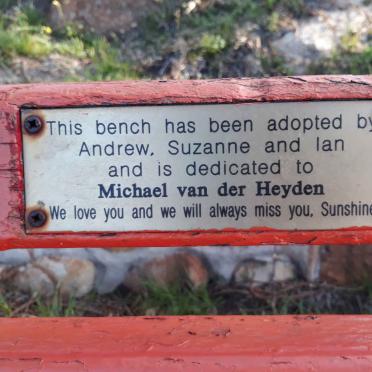 This bench has been adopted by
Andrew, Suzanne and Ian
and is dedicated to
Michael van der Heyden
We love you and we will always miss you, Sunshine